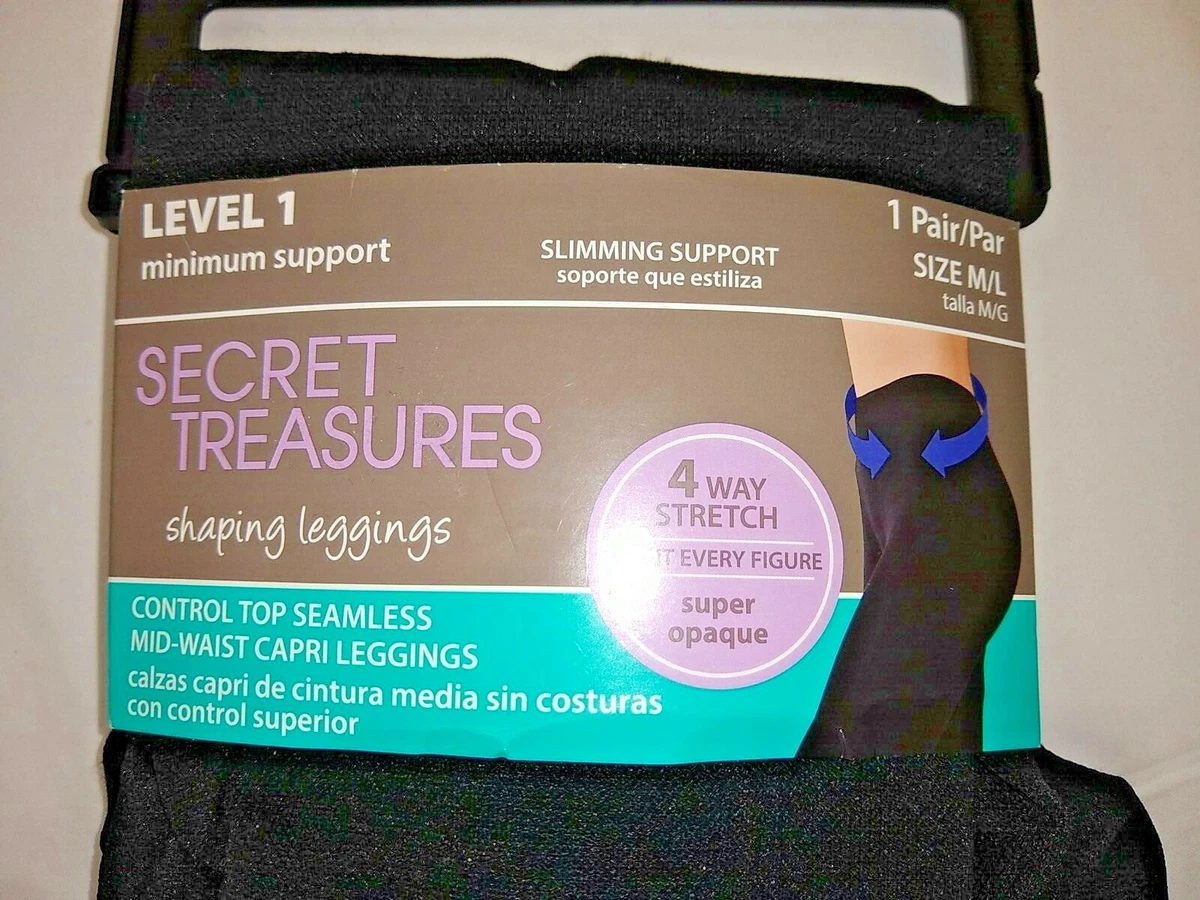 LEVEL 1
minimum support
SLIMMING SUPPORT
soporte que estiliza
1 Pair/Par
SIZE M/L
talla M/G
SECRET
TREASURES
shaping leggings
4 WAY
STRETCH
EVERY FIGURE
super
opaque
CONTROL TOP SEAMLESS
MID-WAIST CAPRI LEGGINGS
calzas capri de cintura media sin costuras
con control superior